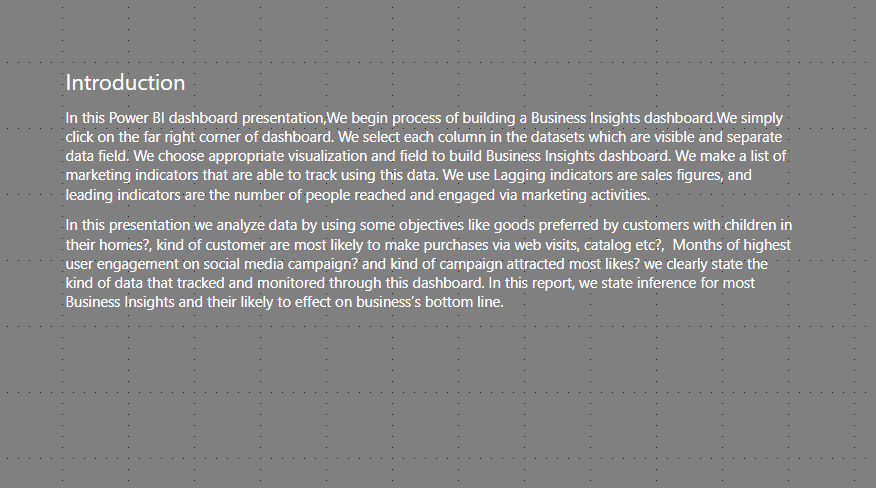 Introduction
In this Power BI dashboard presentation,We begin process of building a Business Insights dashboard.We simply
click on the far right corner of dashboard. We select each column in the datasets which are visible and separate
data field. We choose appropriate visualization and field to build Business Insights dashboard. We make a list of
marketing indicators that are able to track using this data. We use Lagging indicators are sales figures, and
leading indicators are the number of people reached and engaged via marketing activities.
In this presentation we analyze data by using some objectives like goods preferred by customers with children in
their homes?, kind of customer are most likely to make purchases via web visits, catalog etc?, Months of highest
user engagement on social media campaign? and kind of campaign attracted most likes? we clearly state the
kind of data that tracked and monitored through this dashboard. In this report, we state inference for most
Business Insights and their likely to effect on business's bottom line.